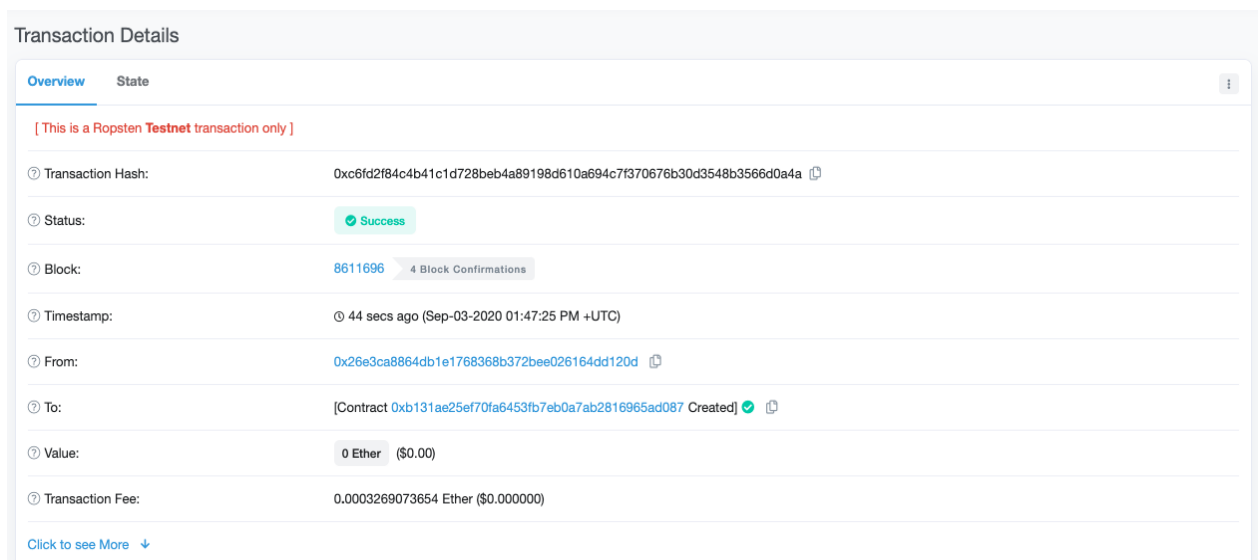 Transaction Details
Overview State
[ This is a Ropsten Testnet transaction only ]
Transaction Hash: 0xc6fd2f84c4b41c1d728beb4a89198d610a694c7f370676b30d3548b3566d0a4a
Status: Success
Block: 8611696 4 Block Confirmations
Timestamp: 44 secs ago (Sep-03-2020 01:47:25 PM +UTC)
From: 0x26e3ca8864db1e1768368b372bee026164dd120d
To: [Contract 0xb131ae25ef70fa6453fb7eb0a7ab2816965ad087 Created]
Value: 0 Ether ($0.00)
Transaction Fee: 0.0003269073654 Ether ($0.000000)
Click to see More